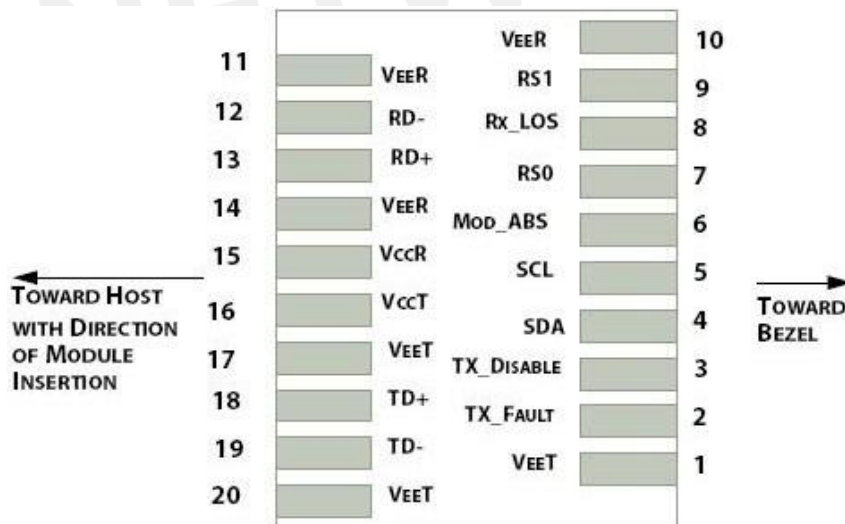 VEER 10
11 VEER
RS1 9
12 RD-
RX_LOS 8
13 RD+
RS0 7
14 VEER
MOD_ABS 6
15 VCCR
SCL 5
16 VCCT
SDA 4
17 VEET
TX_DISABLE 3
18 TD+
TX_FAULT 2
19 TD-
VEET 1
20 VEET
TOWARD HOST
WITH DIRECTION
OF MODULE
INSERTION
TOWARD
BEZEL